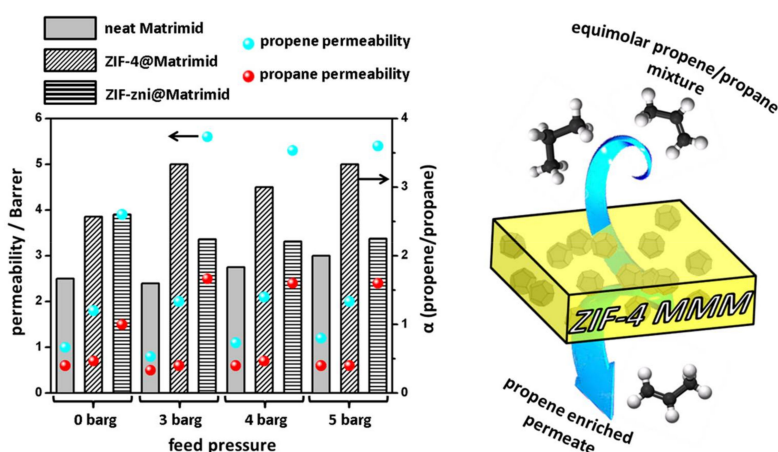 neat Matrimid
ZIF-4@Matrimid
ZIF-zni@Matrimid
propene permeability
propane permeability
permeability / Barrer
6
5
4
3
2
1
0
4
3
2
1
0
α (propene/propane)
0 barg 3 barg 4 barg 5 barg
feed pressure
equimolar propene/propane
mixture
ZIF-4 MMM
propene enriched
permeate